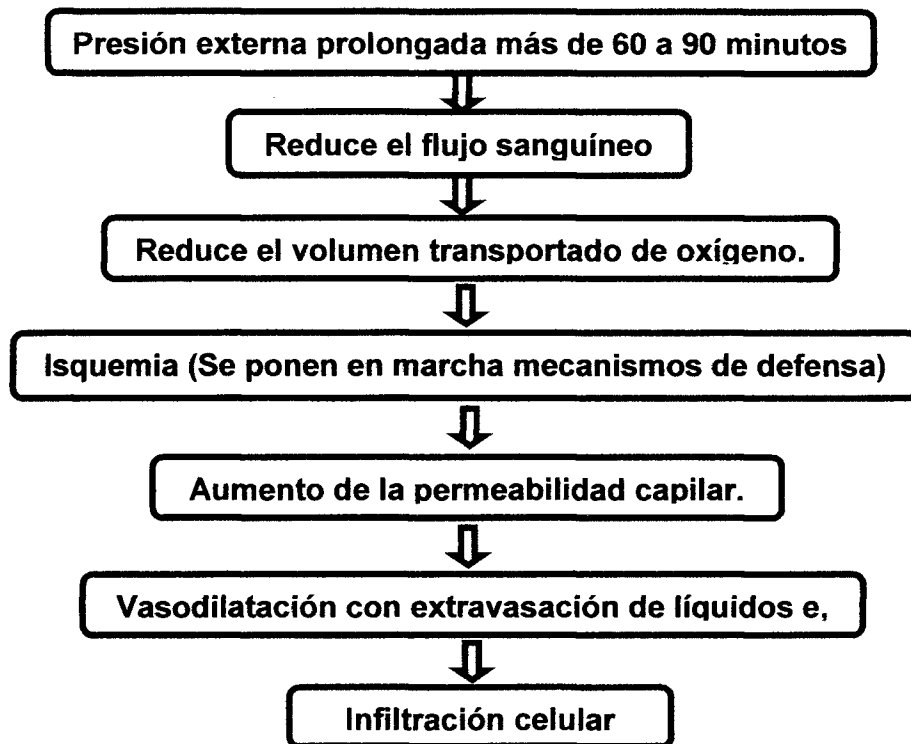 Presión externa prolongada más de 60 a 90 minutos
Reduce el flujo sanguíneo
Reduce el volumen transportado de oxígeno.
Isquemia (Se ponen en marcha mecanismos de defensa)
Aumento de la permeabilidad capilar.
Vasodilatación con extravasación de líquidos e,
Infiltración celular